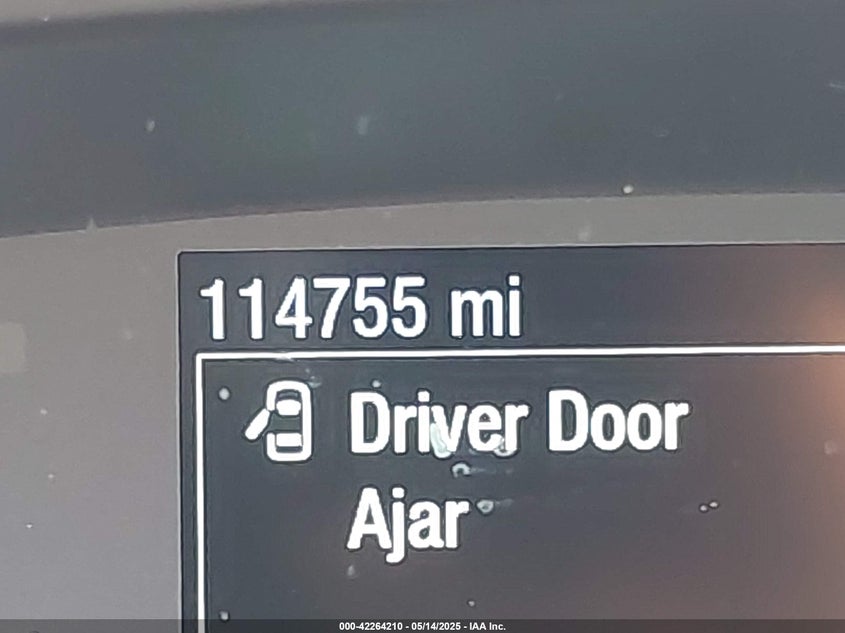 114755 mi
Driver Door
Ajar
000-42264210 - 05/14/2025 - IAA Inc.